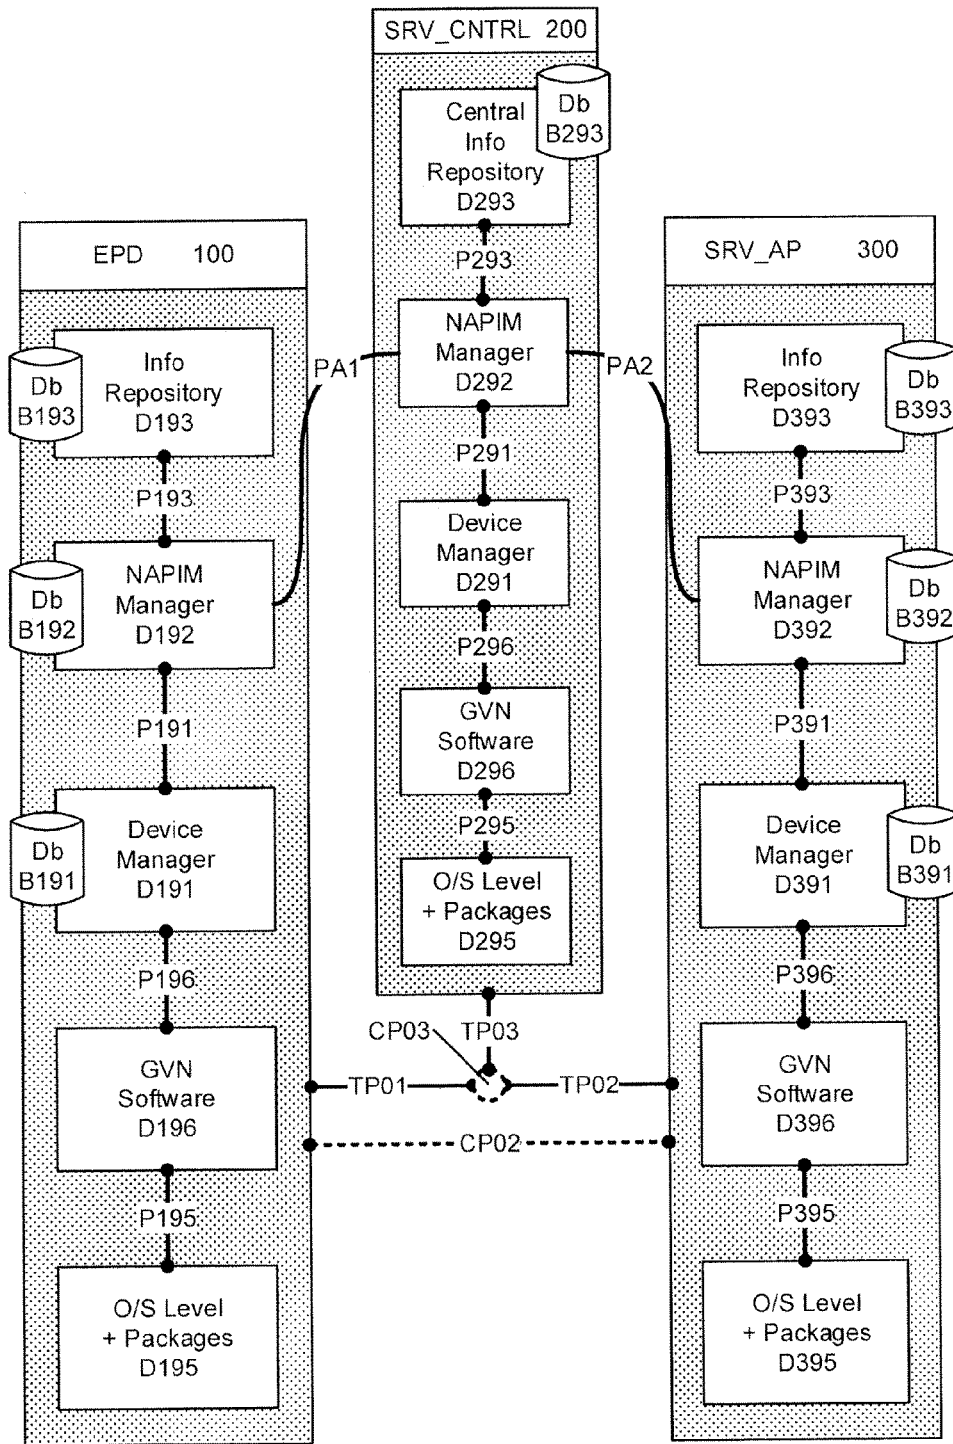 SRV_CNTRL 200
Central
Info
Repository
D293
Db
B293
P293
NAPIM
Manager
D292
P291
Device
Manager
D291
P296
GVN
Software
D296
P295
O/S Level
+ Packages
D295
EPD 100
Info
Repository
D193
Db
B193
P193
NAPIM
Manager
D192
Db
B192
P191
Device
Manager
D191
Db
B191
P196
GVN
Software
D196
P195
O/S Level
+ Packages
D195
SRV_AP 300
Info
Repository
D393
Db
B393
P393
NAPIM
Manager
D392
Db
B392
P391
Device
Manager
D391
Db
B391
P396
GVN
Software
D396
P395
O/S Level
+ Packages
D395
PA1
PA2
CP03
TP03
TP01
TP02
CP02